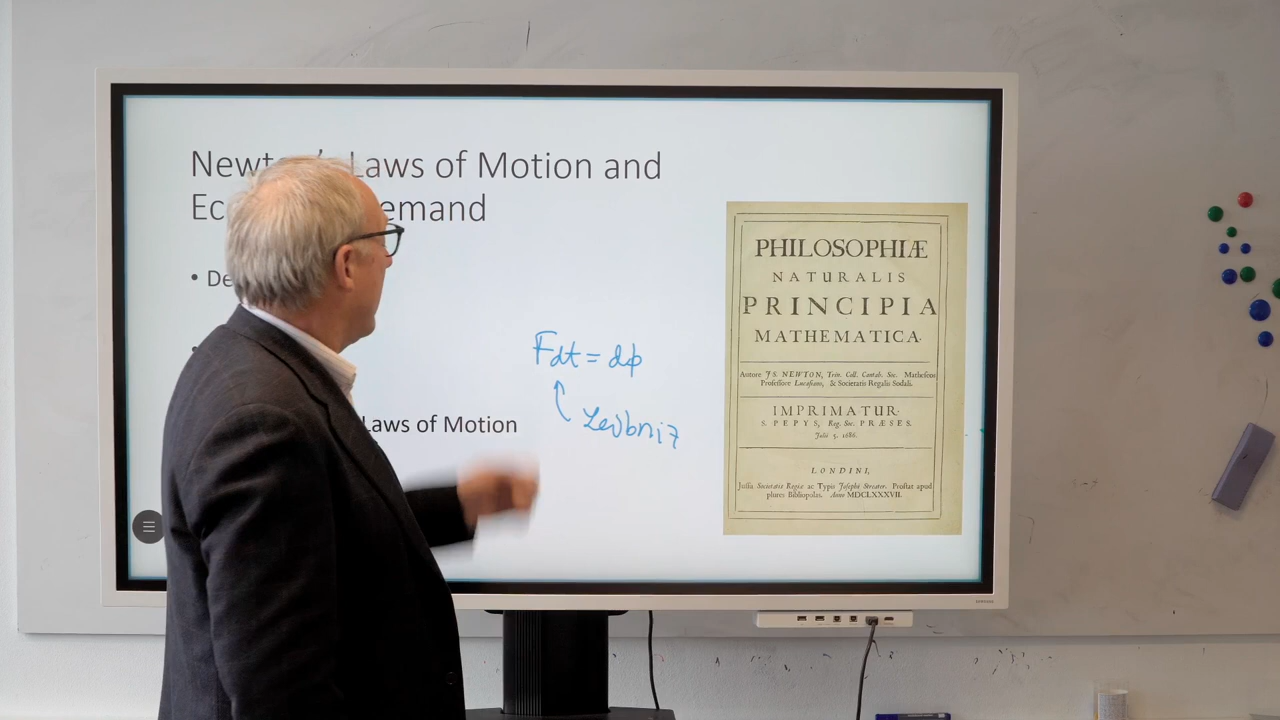 Newt Laws of Motion and
Ec emand
• De
Laws of Motion
Fdt = dp
Leibniz
PHILOSOPHIÆ
NATURALIS
PRINCIPIA
MATHEMATICA.
Autore J S. NEWTON, Trin. Coll. Cantab. Soc. Matheseos
Professore Lucasiano, & Societatis Regalis Sodali.
IMPRIMATUR.
S. PEPYS, Reg. Soc. PRÆSES.
Julii 5. 1686.
LONDINI,
Jussu Societatis Regiæ ac Typis Josephi Streater. Prostat apud
plures Bibliopolas. Anno MDCLXXXVII.
SAMSUNG